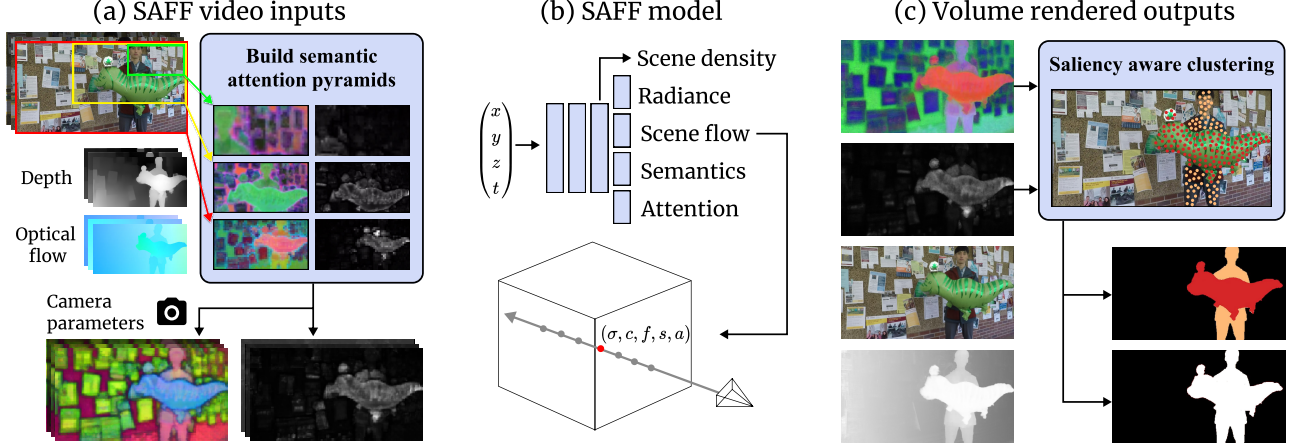 (a) SAFF video inputs
Build semantic
attention pyramids
Depth
Optical
flow
Camera
parameters
(b) SAFF model
x
y
z
t
Scene density
Radiance
Scene flow
Semantics
Attention
(σ, c, f, s, a)
(c) Volume rendered outputs
Saliency aware clustering